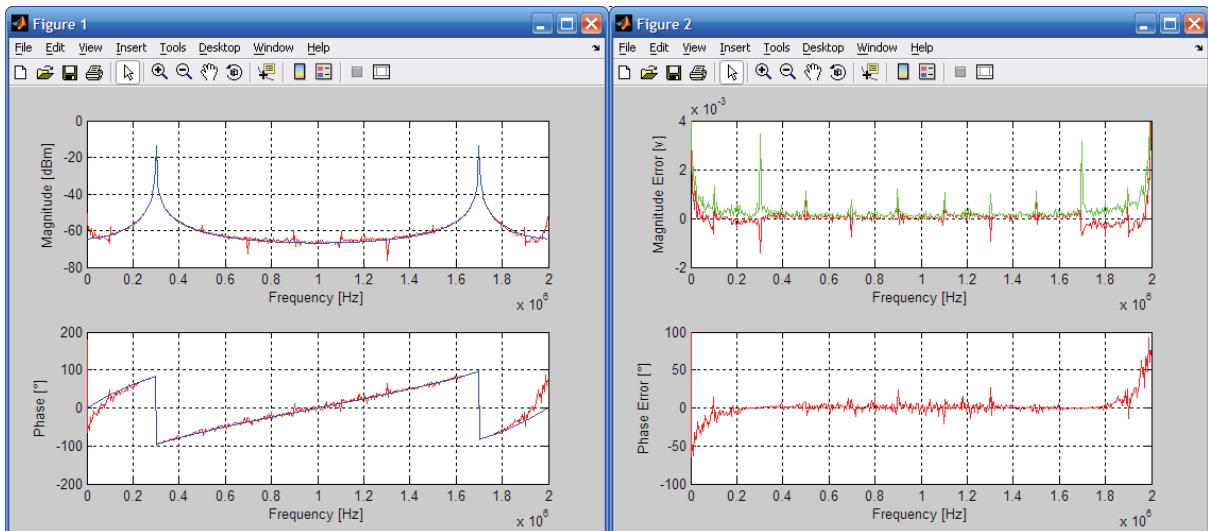 Figure 1
File Edit View Insert Tools Desktop Window Help
Magnitude [dBm]
0
-20
-40
-60
-80
0 0.2 0.4 0.6 0.8 1 1.2 1.4 1.6 1.8 2
Frequency [Hz]
x 10^6
Phase [°]
200
100
0
-100
-200
0 0.2 0.4 0.6 0.8 1 1.2 1.4 1.6 1.8 2
Frequency [Hz]
x 10^6
Figure 2
File Edit View Insert Tools Desktop Window Help
x 10^-3
Magnitude Error [v]
4
2
0
-2
0 0.2 0.4 0.6 0.8 1 1.2 1.4 1.6 1.8 2
Frequency [Hz]
x 10^6
Phase Error [°]
100
50
0
-50
-100
0 0.2 0.4 0.6 0.8 1 1.2 1.4 1.6 1.8 2
Frequency [Hz]
x 10^6